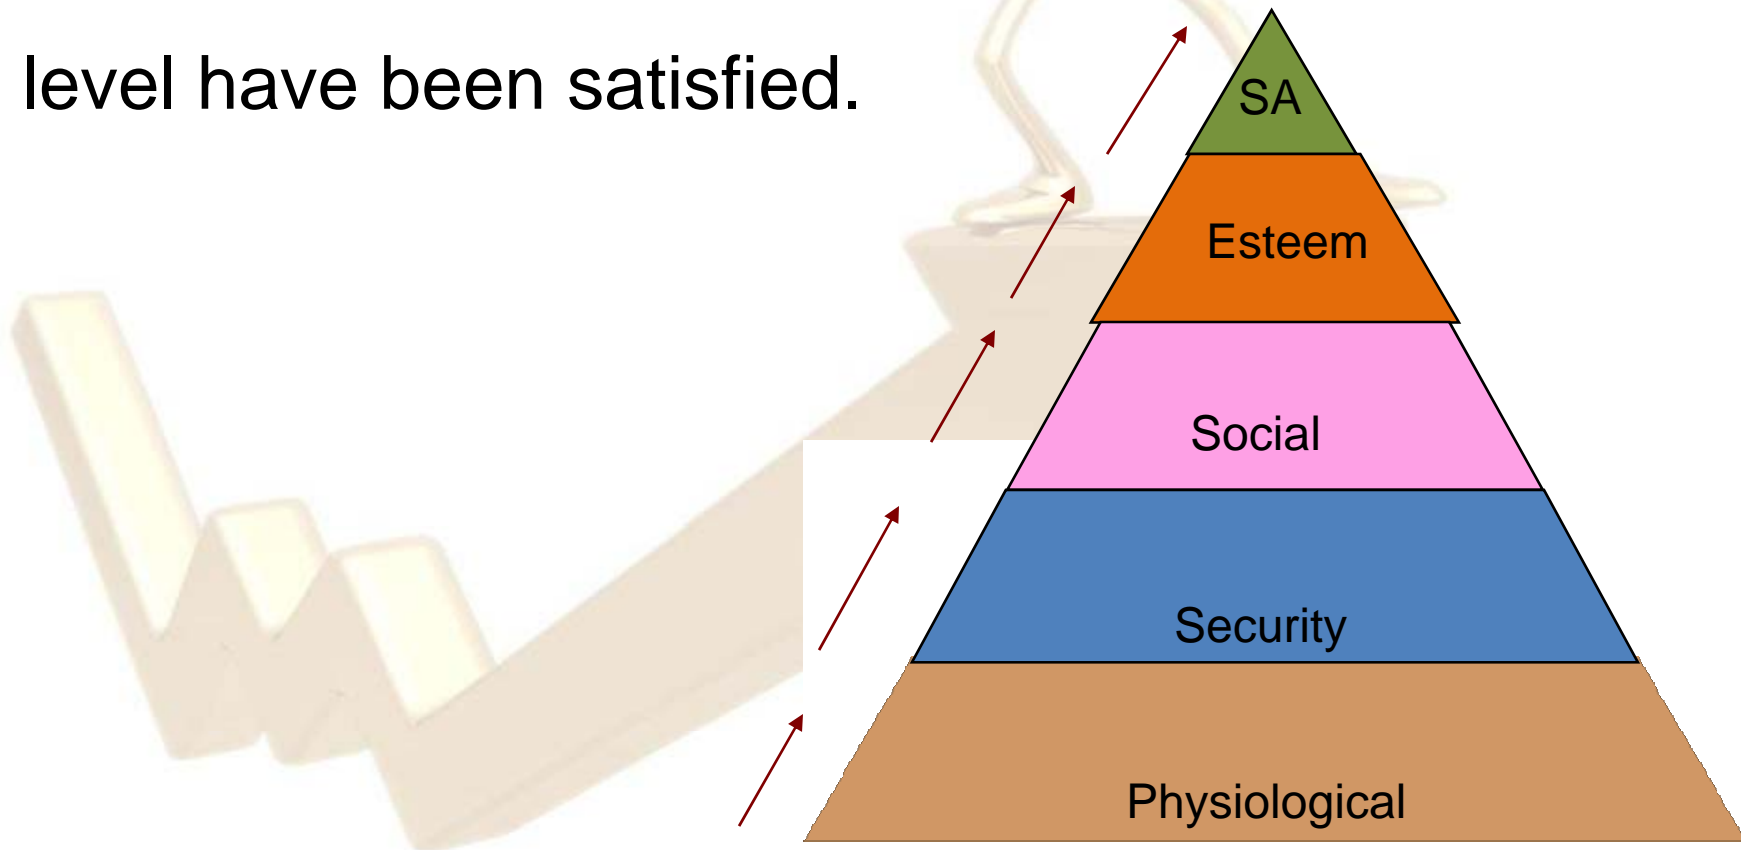 level have been satisfied.
SA
Esteem
Social
Security
Physiological